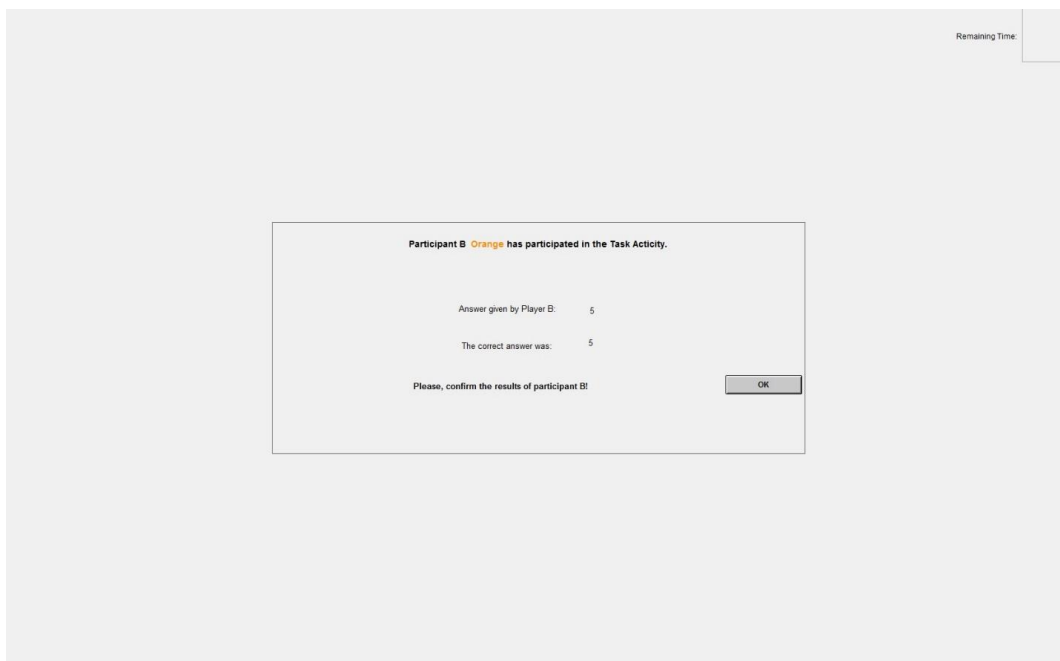 Remaining Time:
Participant B Orange has participated in the Task Acticity.
Answer given by Player B: 5
The correct answer was: 5
Please, confirm the results of participant B!
OK